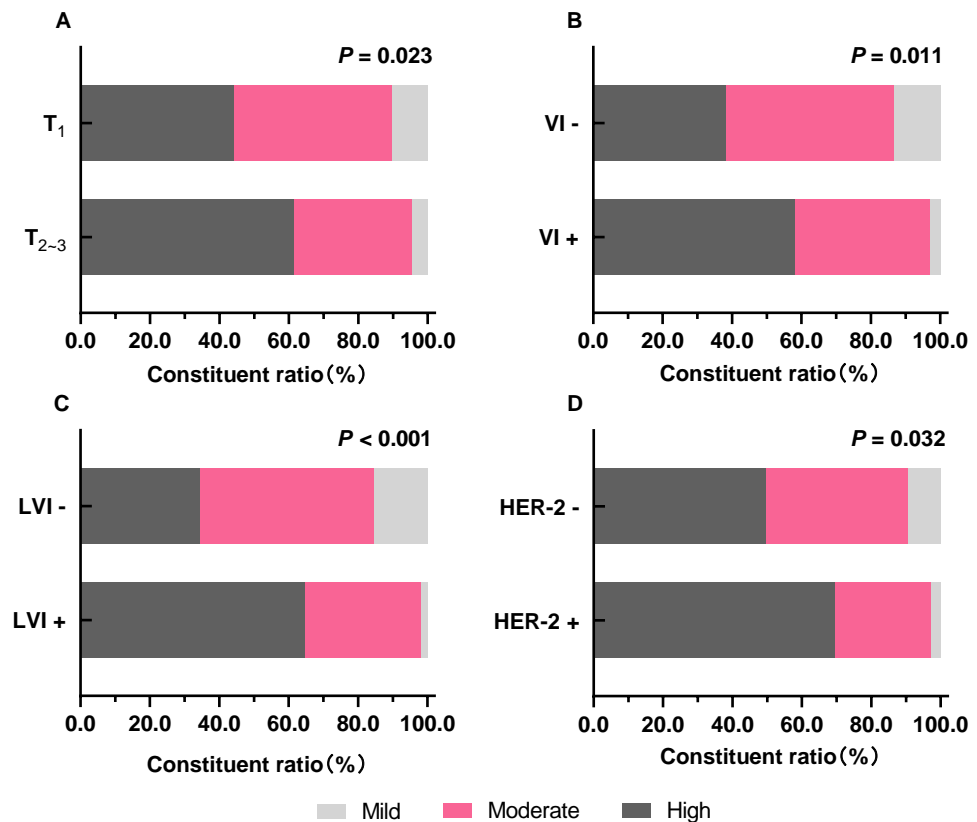 A
P = 0.023
T₁
T₂~₃
0.0 20.0 40.0 60.0 80.0 100.0
Constituent ratio(%)
B
P = 0.011
VI -
VI +
0.0 20.0 40.0 60.0 80.0 100.0
Constituent ratio(%)
C
P < 0.001
LVI -
LVI +
0.0 20.0 40.0 60.0 80.0 100.0
Constituent ratio(%)
D
P = 0.032
HER-2 -
HER-2 +
0.0 20.0 40.0 60.0 80.0 100.0
Constituent ratio(%)
Mild Moderate High